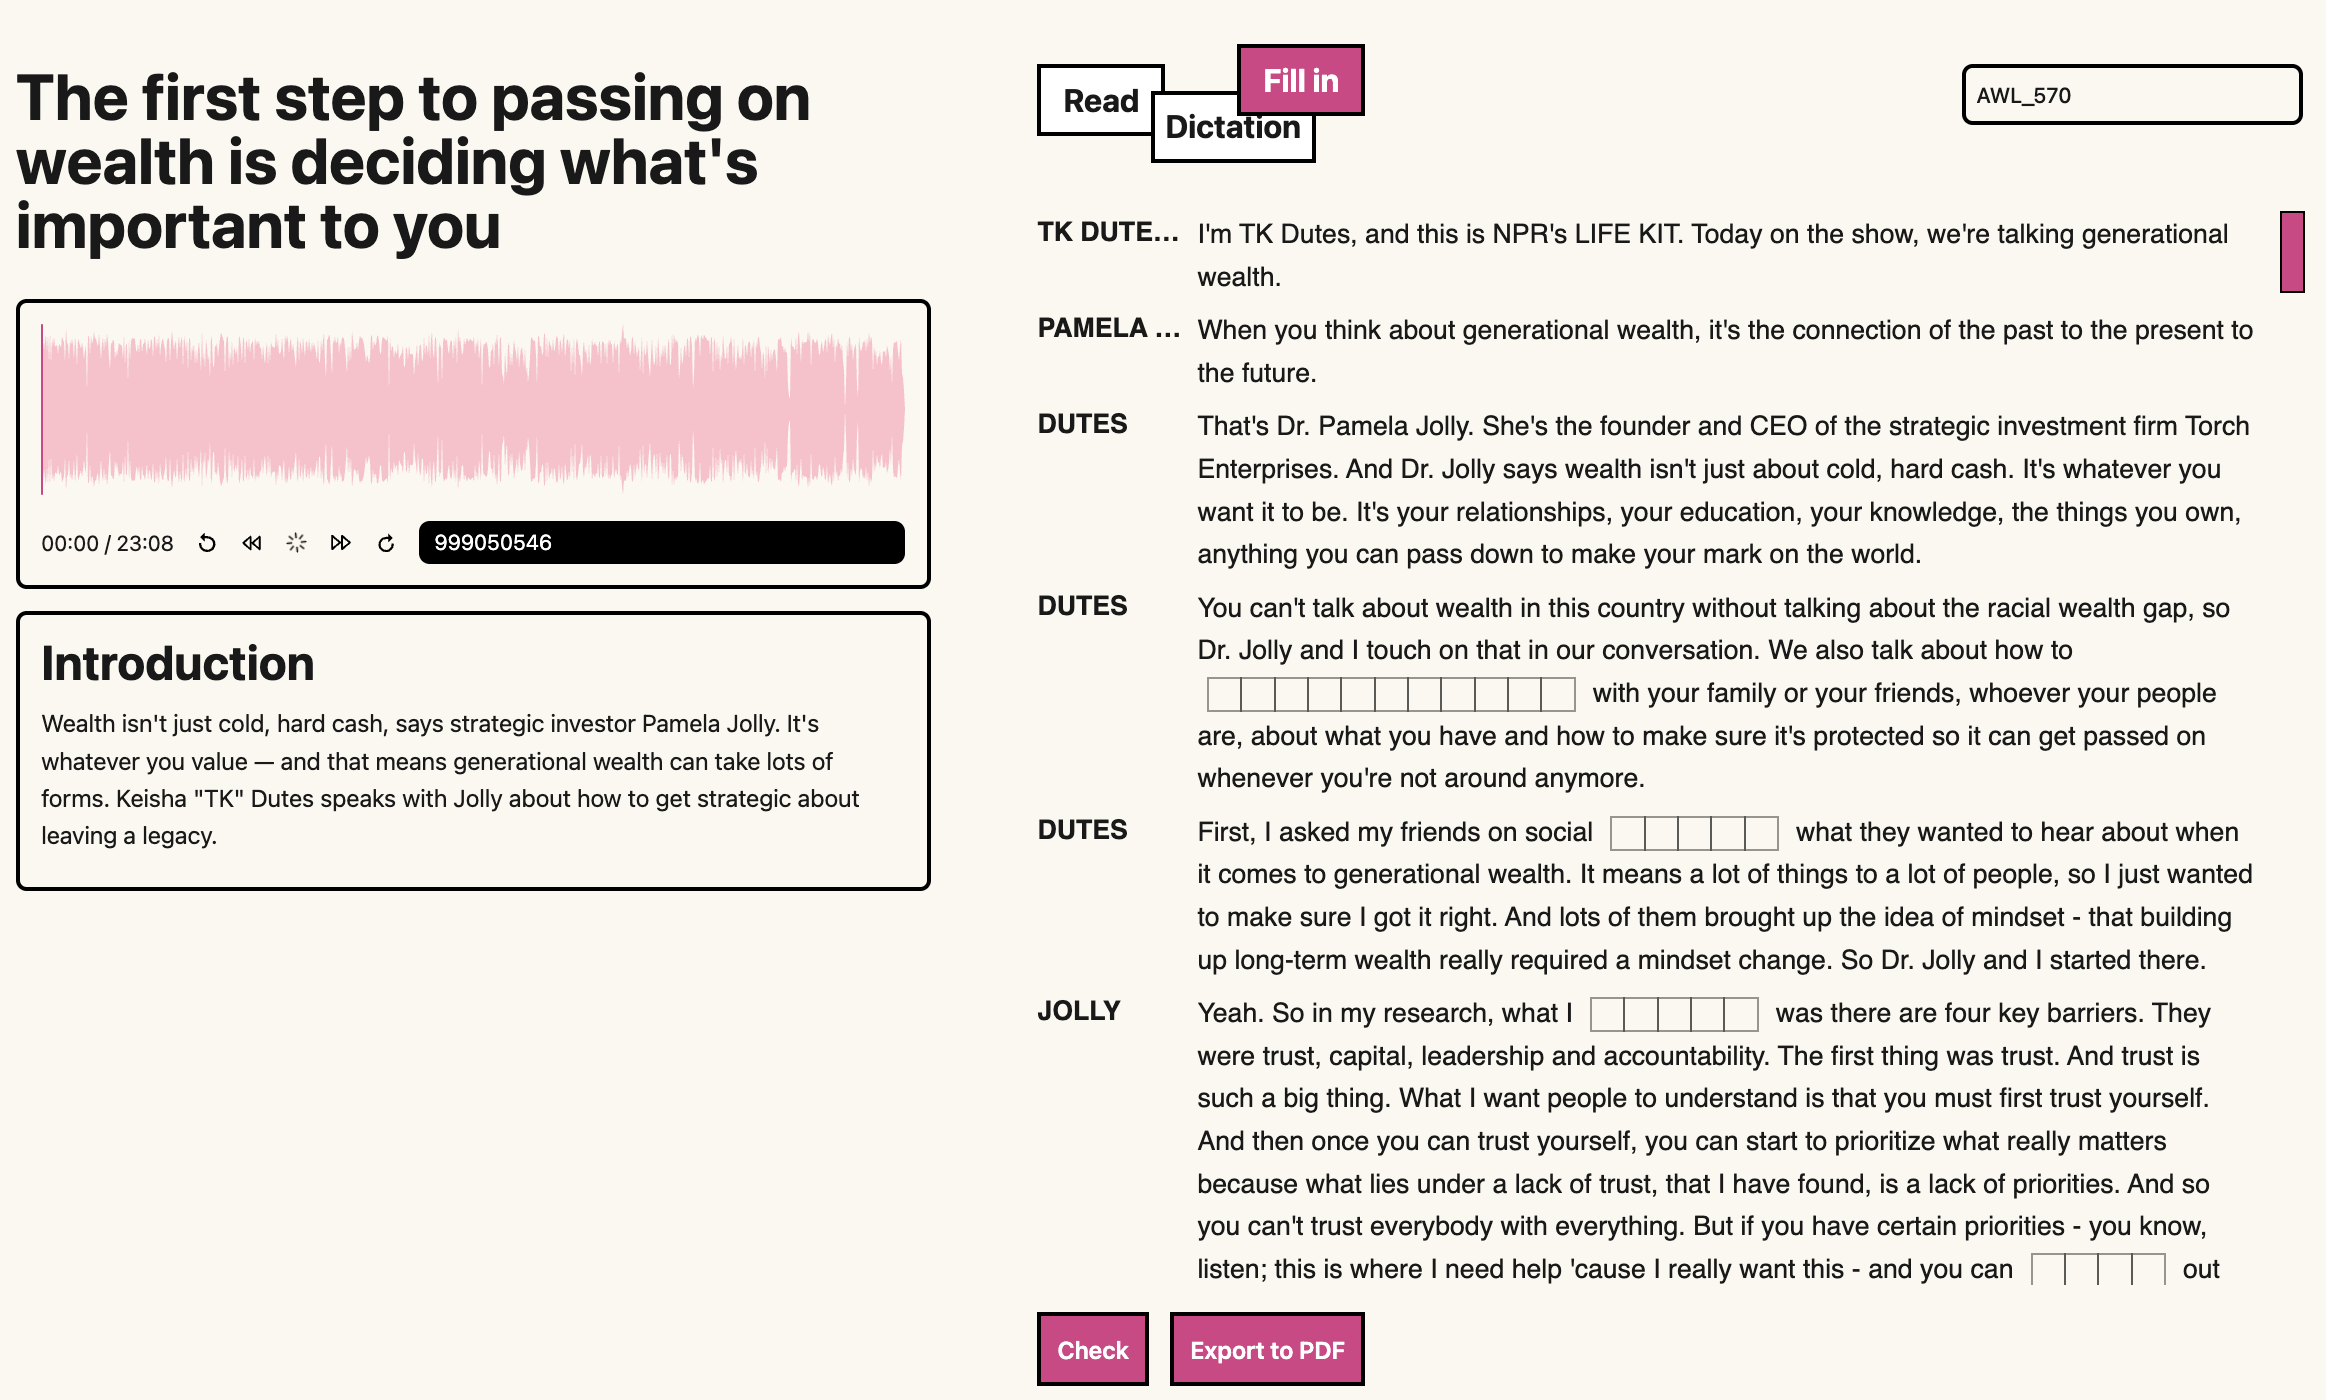 The first step to passing on
wealth is deciding what's
important to you
00:00 / 23:08
999050546
Introduction
Wealth isn't just cold, hard cash, says strategic investor Pamela Jolly. It's
whatever you value — and that means generational wealth can take lots of
forms. Keisha "TK" Dutes speaks with Jolly about how to get strategic about
leaving a legacy.
Read
Dictation
Fill in
AWL_570
TK DUTE... I'm TK Dutes, and this is NPR's LIFE KIT. Today on the show, we're talking generational
wealth.
PAMELA ... When you think about generational wealth, it's the connection of the past to the present to
the future.
DUTES That's Dr. Pamela Jolly. She's the founder and CEO of the strategic investment firm Torch
Enterprises. And Dr. Jolly says wealth isn't just about cold, hard cash. It's whatever you
want it to be. It's your relationships, your education, your knowledge, the things you own,
anything you can pass down to make your mark on the world.
DUTES You can't talk about wealth in this country without talking about the racial wealth gap, so
Dr. Jolly and I touch on that in our conversation. We also talk about how to
with your family or your friends, whoever your people
are, about what you have and how to make sure it's protected so it can get passed on
whenever you're not around anymore.
DUTES First, I asked my friends on social what they wanted to hear about when
it comes to generational wealth. It means a lot of things to a lot of people, so I just wanted
to make sure I got it right. And lots of them brought up the idea of mindset - that building
up long-term wealth really required a mindset change. So Dr. Jolly and I started there.
JOLLY Yeah. So in my research, what I was there are four key barriers. They
were trust, capital, leadership and accountability. The first thing was trust. And trust is
such a big thing. What I want people to understand is that you must first trust yourself.
And then once you can trust yourself, you can start to prioritize what really matters
because what lies under a lack of trust, that I have found, is a lack of priorities. And so
you can't trust everybody with everything. But if you have certain priorities - you know,
listen; this is where I need help 'cause I really want this - and you can out
Check
Export to PDF